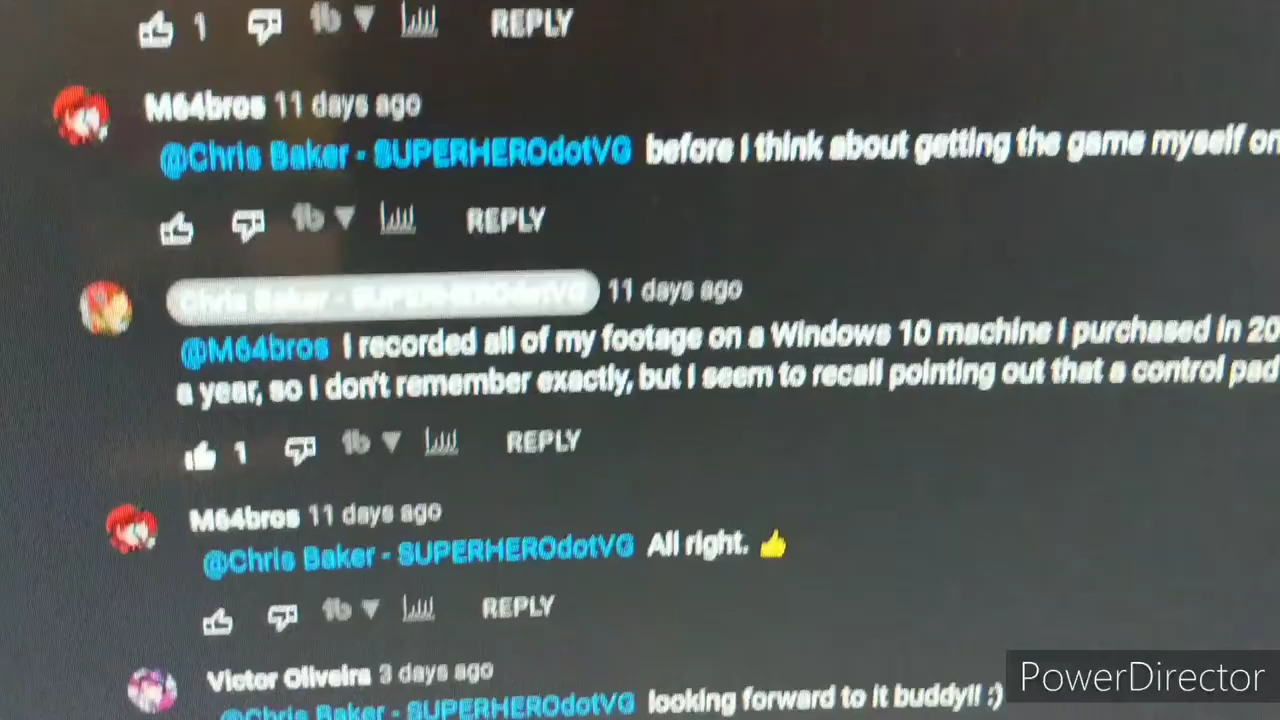 1 REPLY
M64bros 11 days ago
@Chris Baker - SUPERHEROdotVG before I think about getting the game myself on
REPLY
Chris Baker - SUPERHEROdotVG 11 days ago
@M64bros I recorded all of my footage on a Windows 10 machine I purchased in 20
a year, so I don't remember exactly, but I seem to recall pointing out that a control pad
1 REPLY
M64bros 11 days ago
@Chris Baker - SUPERHEROdotVG All right. 👍
REPLY
Victor Oliveira 3 days ago
@Chris Baker - SUPERHEROdotVG looking forward to it buddy!! :)
PowerDirector